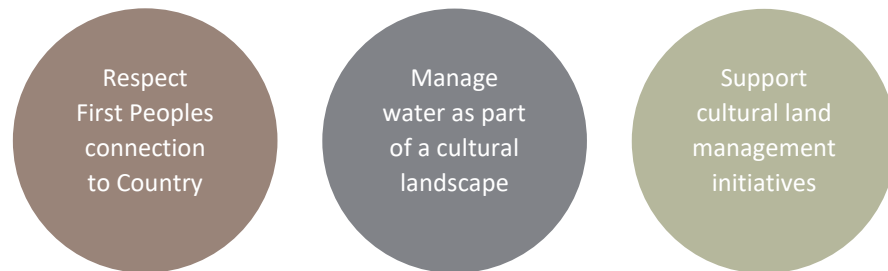 Respect
First Peoples
connection
to Country
Manage
water as part
of a cultural
landscape
Support
cultural land
management
initiatives